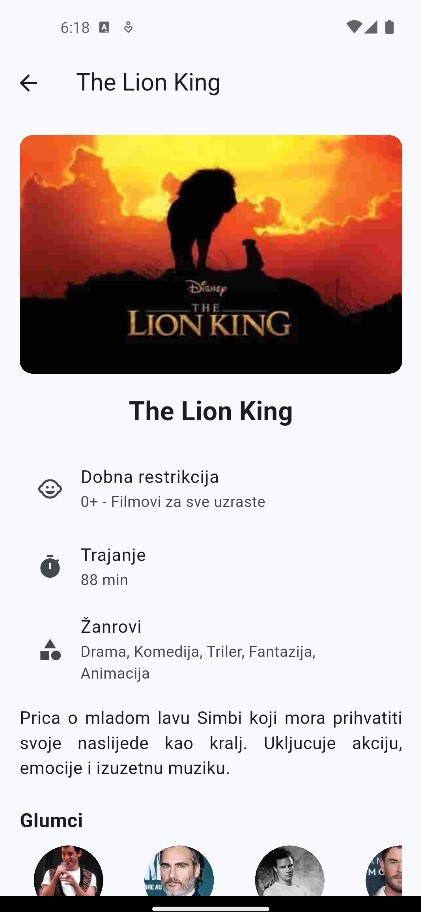 6:18
The Lion King
Disney
THE
LION KING
The Lion King
Dobna restrikcija
0+ - Filmovi za sve uzraste
Trajanje
88 min
Žanrovi
Drama, Komedija, Triler, Fantazija,
Animacija
Prica o mladom lavu Simbi koji mora prihvatiti
svoje naslijede kao kralj. Ukljucuje akciju,
emocije i izuzetnu muziku.
Glumci